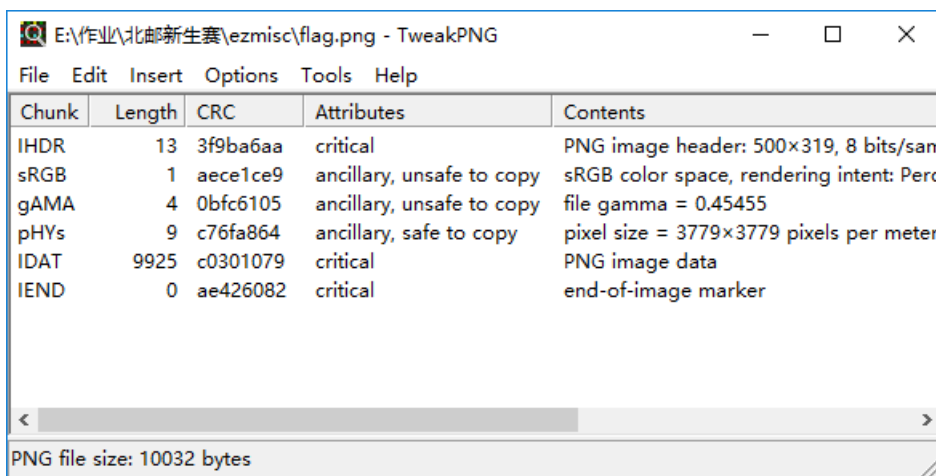 E:\作业\北邮新生赛\ezmisc\flag.png - TweakPNG
File Edit Insert Options Tools Help
Chunk Length CRC Attributes Contents
IHDR 13 3f9ba6aa critical PNG image header: 500×319, 8 bits/sam
sRGB 1 aece1ce9 ancillary, unsafe to copy sRGB color space, rendering intent: Perc
gAMA 4 0bfc6105 ancillary, unsafe to copy file gamma = 0.45455
pHYs 9 c76fa864 ancillary, safe to copy pixel size = 3779×3779 pixels per meter
IDAT 9925 c0301079 critical PNG image data
IEND 0 ae426082 critical end-of-image marker
PNG file size: 10032 bytes